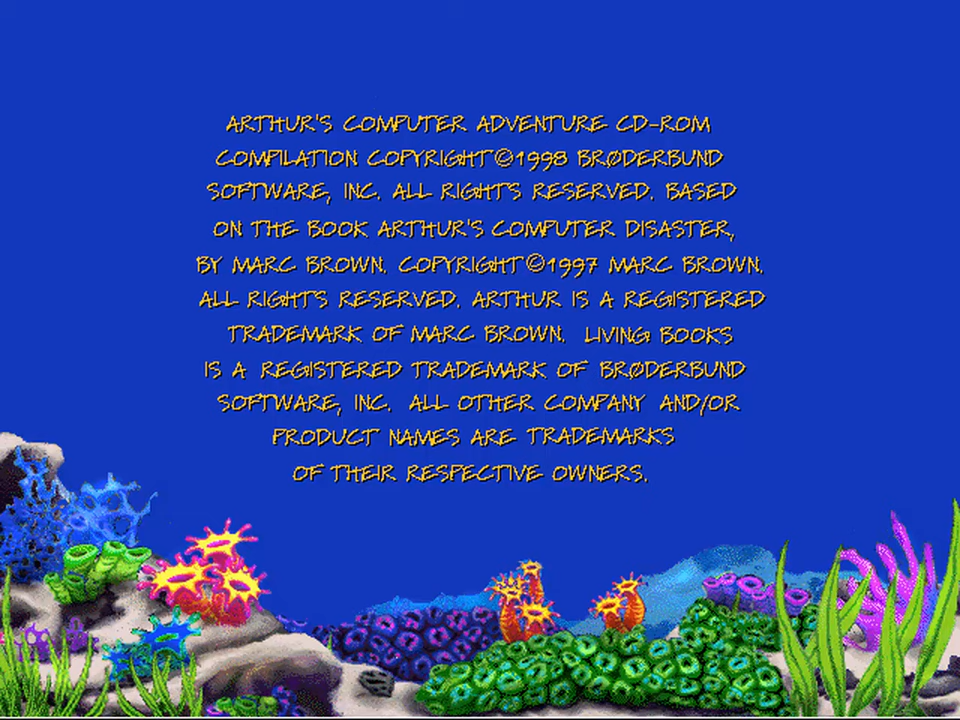 ARTHUR'S COMPUTER ADVENTURE CD-ROM
COMPILATION COPYRIGHT ©1998 BRØDERBUND
SOFTWARE, INC. ALL RIGHTS RESERVED. BASED
ON THE BOOK ARTHUR'S COMPUTER DISASTER,
BY MARC BROWN. COPYRIGHT ©1997 MARC BROWN.
ALL RIGHTS RESERVED. ARTHUR IS A REGISTERED
TRADEMARK OF MARC BROWN. LIVING BOOKS
IS A REGISTERED TRADEMARK OF BRØDERBUND
SOFTWARE, INC. ALL OTHER COMPANY AND/OR
PRODUCT NAMES ARE TRADEMARKS
OF THEIR RESPECTIVE OWNERS.